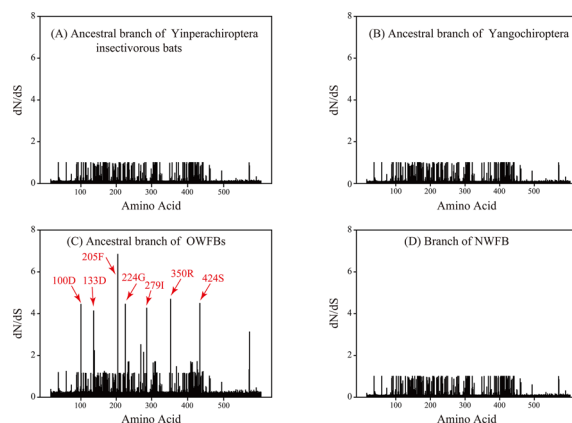 (A) Ancestral branch of Yinperachiroptera
insectivorous bats
8
6
4
2
0
dN/dS
100 200 300 400 500
Amino Acid
(B) Ancestral branch of Yangochiroptera
8
6
4
2
0
dN/dS
100 200 300 400 500
Amino Acid
(C) Ancestral branch of OWFBs
205F
100D 133D 224G 279I 350R 424S
8
6
4
2
0
dN/dS
100 200 300 400 500
Amino Acid
(D) Branch of NWFB
8
6
4
2
0
dN/dS
100 200 300 400 500
Amino Acid